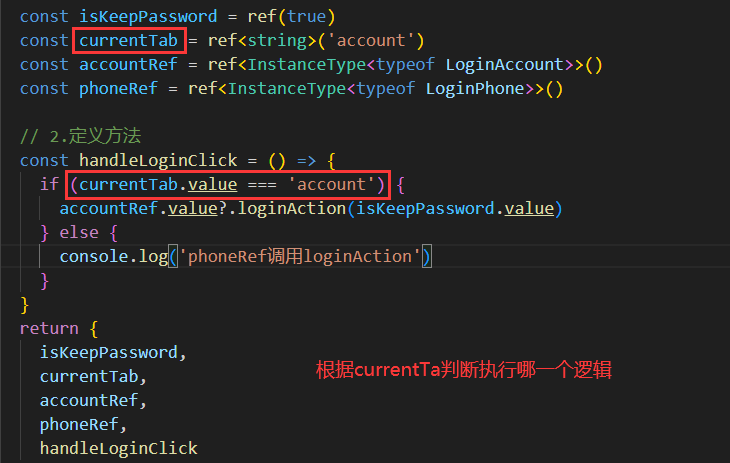 const isKeepPassword = ref(true)
const currentTab = ref<string>('account')
const accountRef = ref<InstanceType<typeof LoginAccount>>()
const phoneRef = ref<InstanceType<typeof LoginPhone>>()
// 2.定义方法
const handleLoginClick = () => {
if (currentTab.value === 'account') {
accountRef.value?.loginAction(isKeepPassword.value)
} else {
console.log('phoneRef调用loginAction')
}
}
return {
isKeepPassword,
currentTab,
accountRef,
phoneRef,
handleLoginClick
根据currentTa判断执行哪一个逻辑